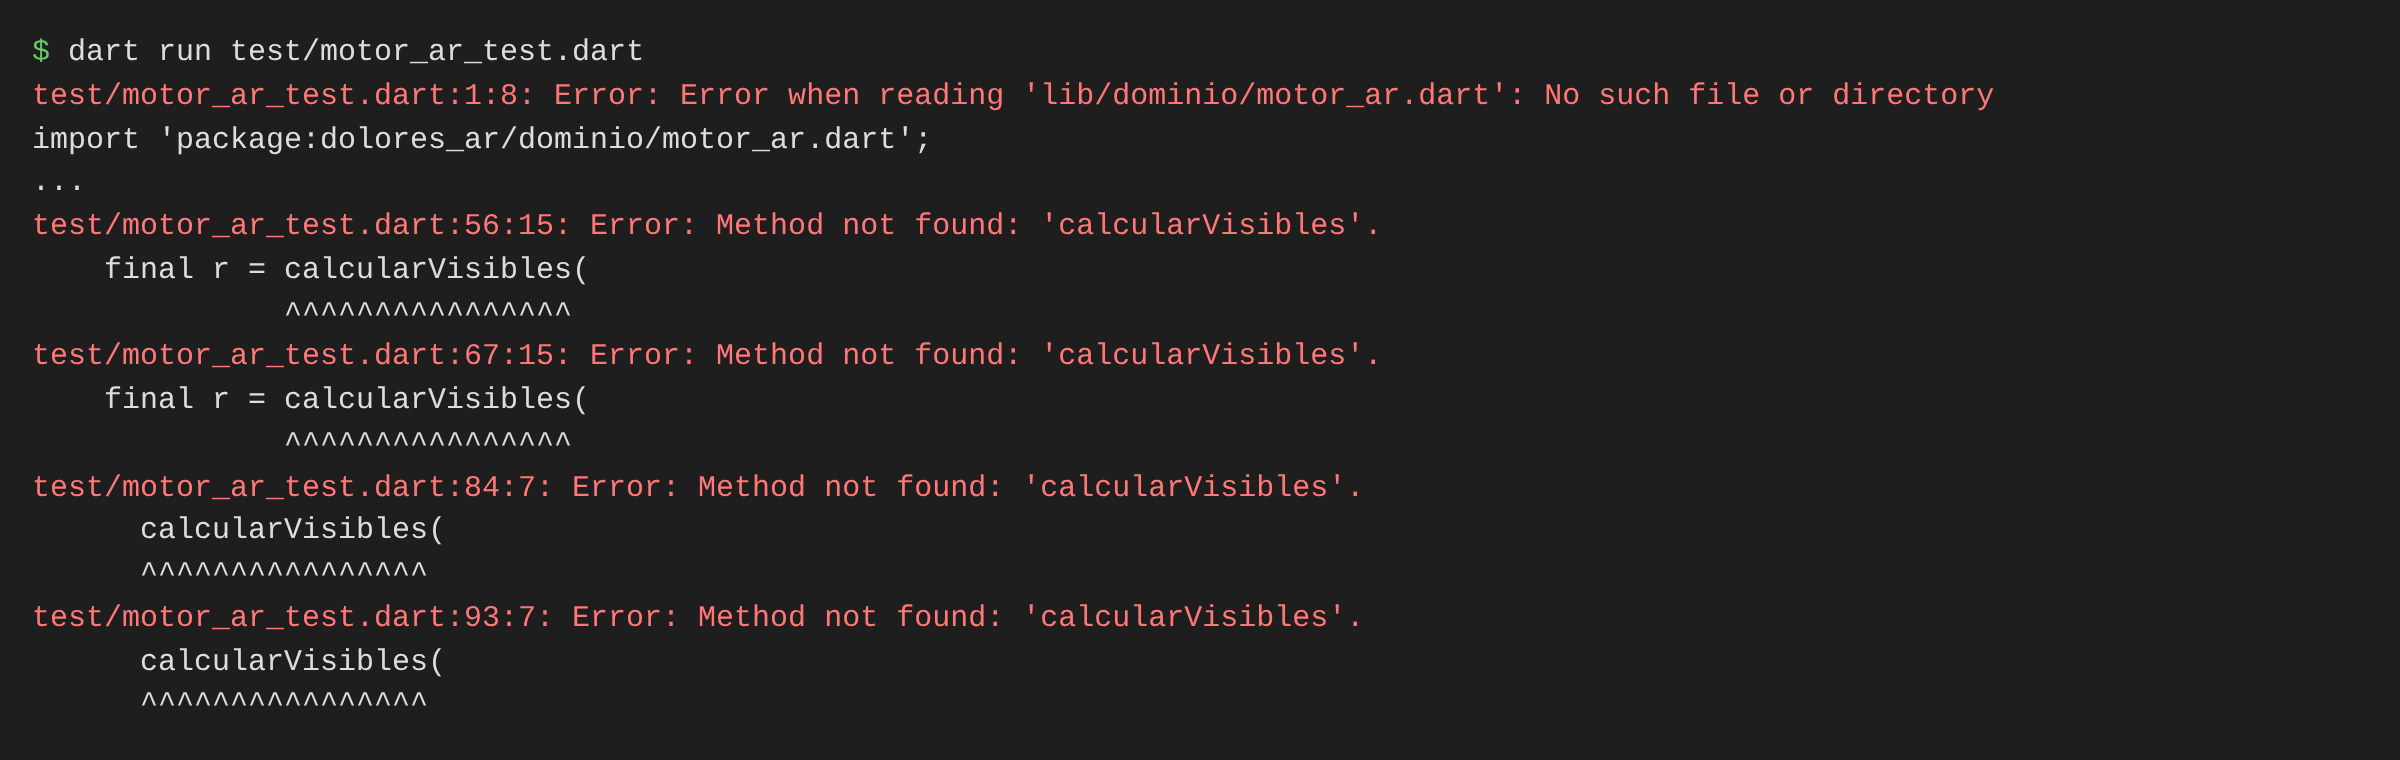 $ dart run test/motor_ar_test.dart
test/motor_ar_test.dart:1:8: Error: Error when reading 'lib/dominio/motor_ar.dart': No such file or directory
import 'package:dolores_ar/dominio/motor_ar.dart';
...
test/motor_ar_test.dart:56:15: Error: Method not found: 'calcularVisibles'.
    final r = calcularVisibles(
              ^^^^^^^^^^^^^^^^
test/motor_ar_test.dart:67:15: Error: Method not found: 'calcularVisibles'.
    final r = calcularVisibles(
              ^^^^^^^^^^^^^^^^
test/motor_ar_test.dart:84:7: Error: Method not found: 'calcularVisibles'.
      calcularVisibles(
      ^^^^^^^^^^^^^^^^
test/motor_ar_test.dart:93:7: Error: Method not found: 'calcularVisibles'.
      calcularVisibles(
      ^^^^^^^^^^^^^^^^